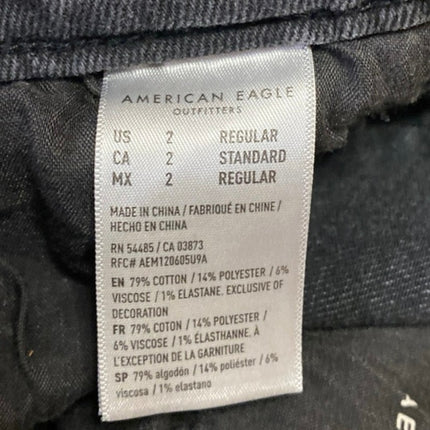 AMERICAN EAGLE
OUTFITTERS
US 2 REGULAR
CA 2 STANDARD
MX 2 REGULAR
MADE IN CHINA / FABRIQUÉ EN CHINE /
HECHO EN CHINA
RN 54485 / CA 03873
RFC# AEM120605U9A
EN 79% COTTON / 14% POLYESTER / 6%
VISCOSE / 1% ELASTANE. EXCLUSIVE OF
DECORATION
FR 79% COTON / 14% POLYESTER /
6% VISCOSE / 1% ÉLASTHANNE. À
L'EXCEPTION DE LA GARNITURE
SP 79% algodón / 14% poliéster / 6%
viscosa / 1% elastano